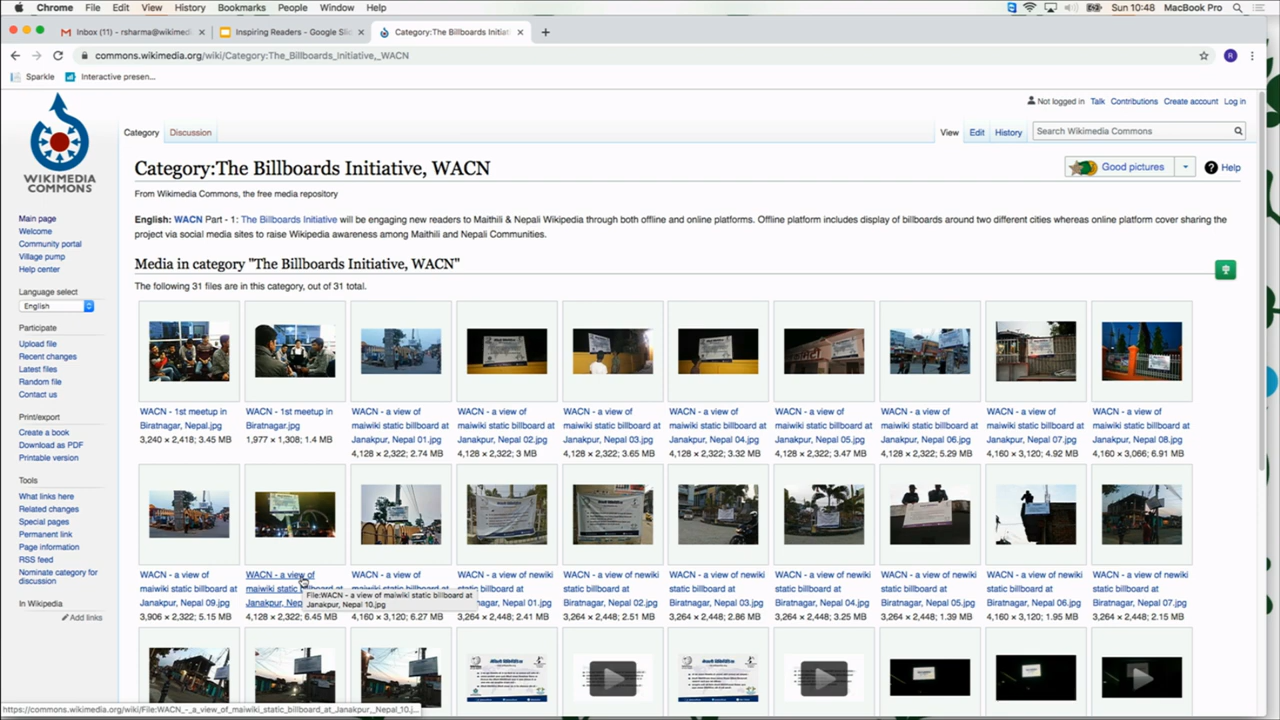 Chrome File Edit View History Bookmarks People Window Help Sun 10:48 MacBook Pro
Inbox (11) - rsharma@wikimed Inspiring Readers - Google Slid Category:The Billboards Initiati
commons.wikimedia.org/wiki/Category:The_Billboards_Initiative,_WACN R
Sparkle Interactive presen...
Not logged in Talk Contributions Create account Log in
Category Discussion View Edit History Search Wikimedia Commons
WIKIMEDIA
COMMONS
Category:The Billboards Initiative, WACN
Good pictures Help
From Wikimedia Commons, the free media repository
English: WACN Part - 1: The Billboards Initiative will be engaging new readers to Maithili & Nepali Wikipedia through both offline and online platforms. Offline platform includes display of billboards around two different cities whereas online platform cover sharing the
project via social media sites to raise Wikipedia awareness among Maithili and Nepali Communities.
Media in category "The Billboards Initiative, WACN"
The following 31 files are in this category, out of 31 total.
Main page
Welcome
Community portal
Village pump
Help center
Language select
English
Participate
Upload file
Recent changes
Latest files
Random file
Contact us
Print/export
Create a book
Download as PDF
Printable version
Tools
What links here
Related changes
Special pages
Permanent link
Page information
RSS feed
Nominate category for
discussion
In Wikipedia
Add links
WACN - 1st meetup in
Biratnagar, Nepal.jpg
3,240 × 2,418; 3.45 MB
WACN - 1st meetup in
Biratnagar.jpg
1,977 × 1,308; 1.4 MB
WACN - a view of
maiwiki static billboard at
Janakpur, Nepal 01.jpg
4,128 × 2,322; 2.74 MB
WACN - a view of
maiwiki static billboard at
Janakpur, Nepal 02.jpg
4,128 × 2,322; 3 MB
WACN - a view of
maiwiki static billboard at
Janakpur, Nepal 03.jpg
4,128 × 2,322; 3.65 MB
WACN - a view of
maiwiki static billboard at
Janakpur, Nepal 04.jpg
4,128 × 2,322; 3.32 MB
WACN - a view of
maiwiki static billboard at
Janakpur, Nepal 05.jpg
4,128 × 2,322; 3.47 MB
WACN - a view of
maiwiki static billboard at
Janakpur, Nepal 06.jpg
4,128 × 2,322; 5.29 MB
WACN - a view of
maiwiki static billboard at
Janakpur, Nepal 07.jpg
4,160 × 3,120; 4.92 MB
WACN - a view of
maiwiki static billboard at
Janakpur, Nepal 08.jpg
4,160 × 3,066; 6.91 MB
WACN - a view of
maiwiki static billboard at
Janakpur, Nepal 09.jpg
3,906 × 2,322; 5.15 MB
WACN - a view of
maiwiki static billboard at
Janakpur, Nep
4,128 × 2,322; 6.45 MB
File:WACN - a view of maiwiki static billboard at
Janakpur, Nepal 10.jpg
WACN - a view of
maiwiki static billboard at
4,160 × 3,120; 6.27 MB
WACN - a view of newiki
static billboard at
Biratnagar, Nepal 01.jpg
3,264 × 2,448; 2.41 MB
WACN - a view of newiki
static billboard at
Biratnagar, Nepal 02.jpg
3,264 × 2,448; 2.51 MB
WACN - a view of newiki
static billboard at
Biratnagar, Nepal 03.jpg
3,264 × 2,448; 2.86 MB
WACN - a view of newiki
static billboard at
Biratnagar, Nepal 04.jpg
3,264 × 2,448; 3.25 MB
WACN - a view of newiki
static billboard at
Biratnagar, Nepal 05.jpg
3,264 × 2,448; 1.39 MB
WACN - a view of newiki
static billboard at
Biratnagar, Nepal 06.jpg
4,160 × 3,120; 1.95 MB
WACN - a view of newiki
static billboard at
Biratnagar, Nepal 07.jpg
3,264 × 2,448; 2.15 MB
https://commons.wikimedia.org/wiki/File:WACN_-_a_view_of_maiwiki_static_billboard_at_Janakpur,_Nepal_10.j...